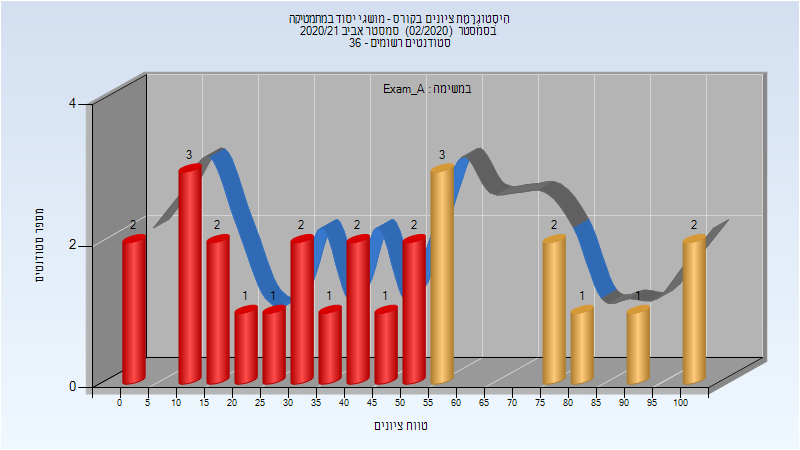 היסטוגרמת ציונים בקורס - מושגי יסוד במתמטיקה
בסמסטר (02/2020) סמסטר אביב 2020/21
סטודנטים רשומים - 36
במשימה : Exam_A
מספר סטודנטים
4
2
0
2
3
2
1
1
2
1
2
1
2
3
2
1
1
2
0 5 10 15 20 25 30 35 40 45 50 55 60 65 70 75 80 85 90 95 100
טווח ציונים